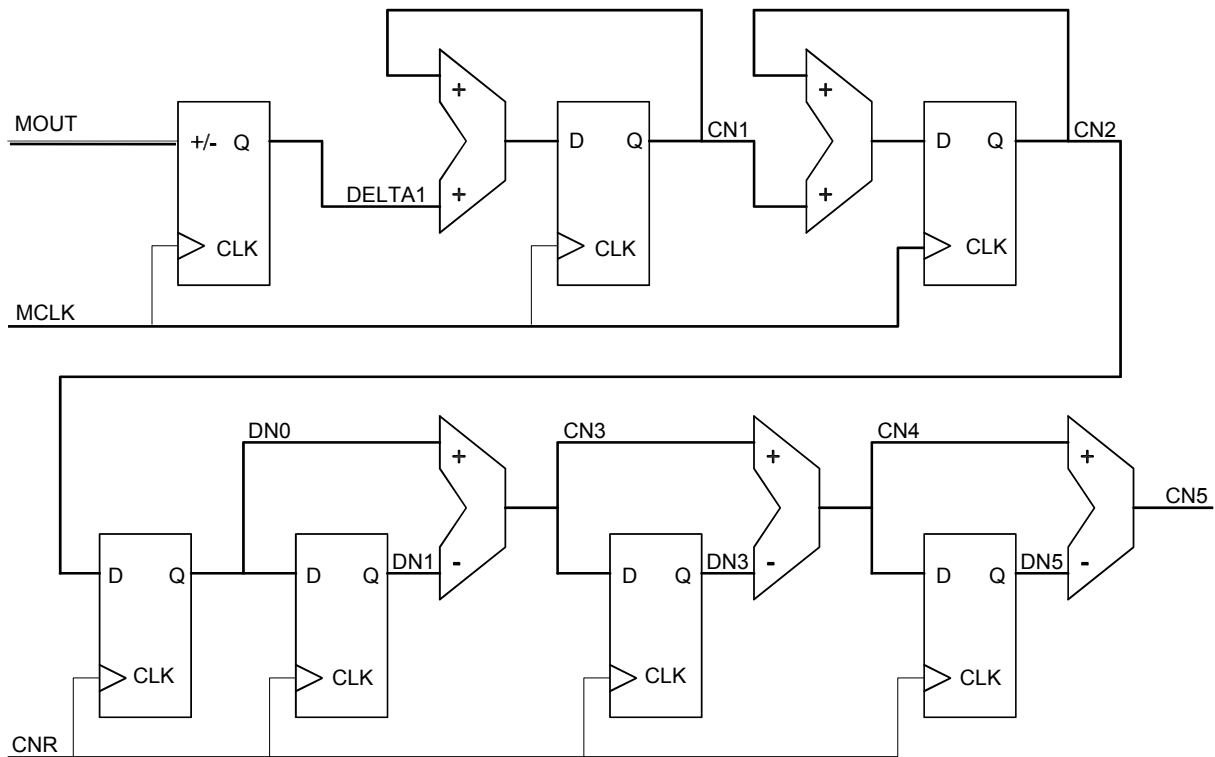 MOUT
+/- Q
CLK
DELTA1
+
+
D Q
CLK
CN1
+
+
D Q
CLK
CN2
MCLK
DN0
CN3
CN4
D Q
CLK
D Q
CLK
DN1
+
-
D Q
CLK
DN3
+
-
D Q
CLK
DN5
+
-
CN5
CNR